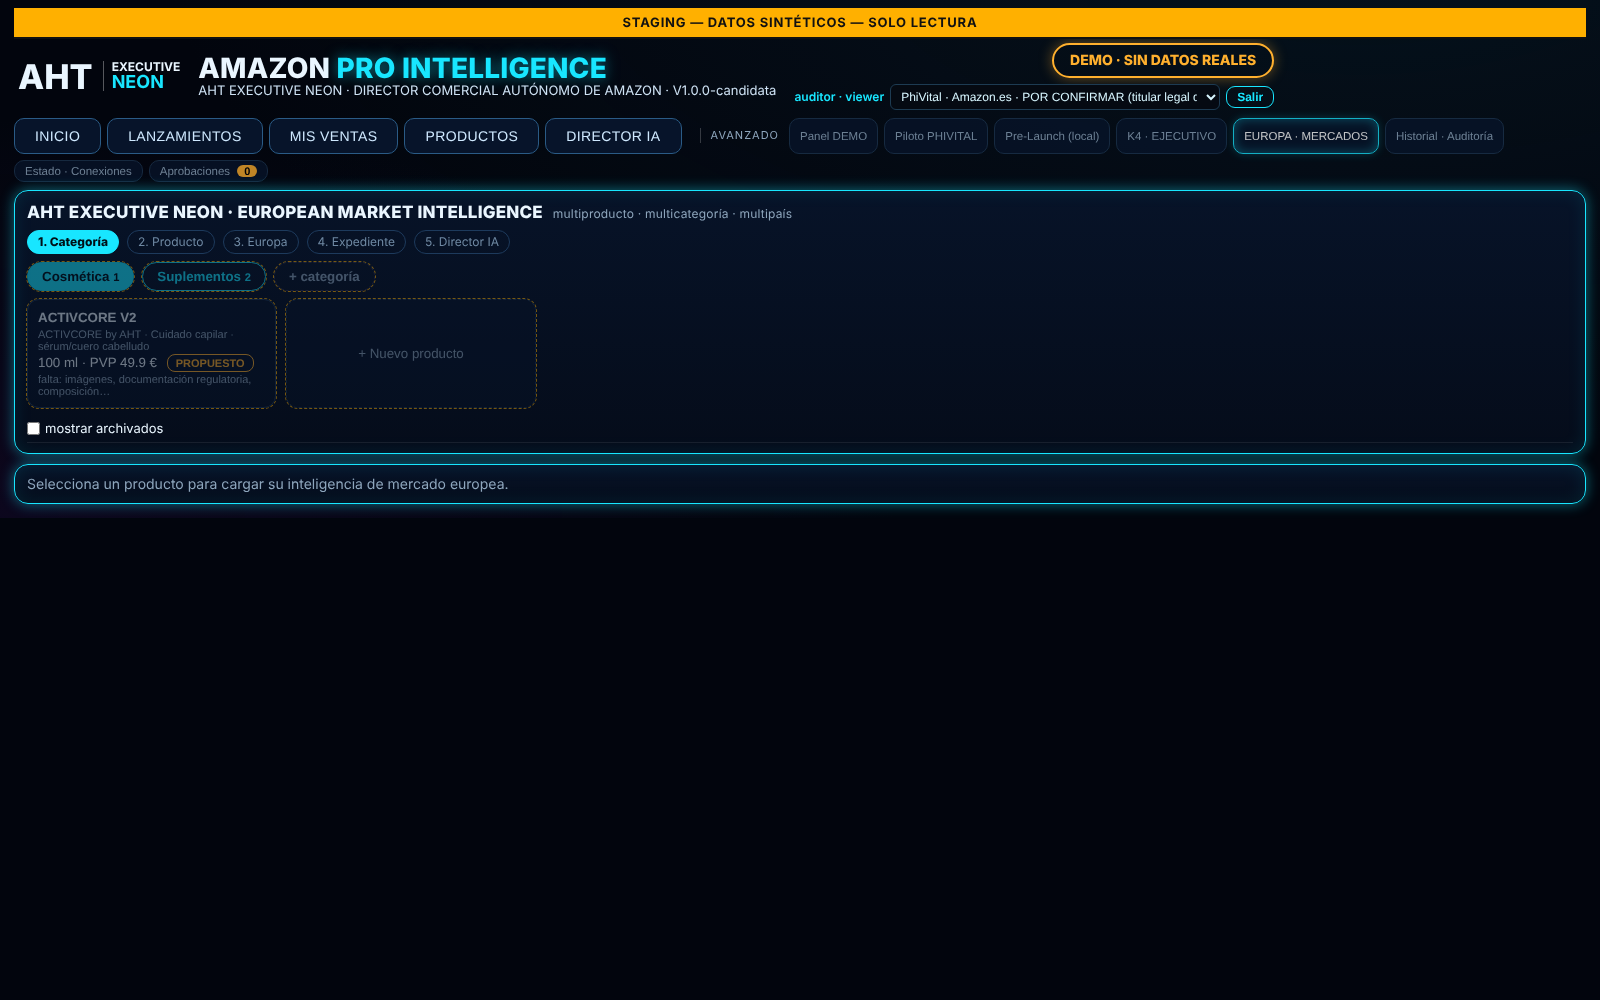 STAGING — DATOS SINTÉTICOS — SOLO LECTURA
AHT EXECUTIVE NEON
AMAZON PRO INTELLIGENCE
AHT EXECUTIVE NEON · DIRECTOR COMERCIAL AUTÓNOMO DE AMAZON · V1.0.0-candidata
DEMO · SIN DATOS REALES
auditor · viewer PhiVital · Amazon.es · POR CONFIRMAR (titular legal c Salir
INICIO LANZAMIENTOS MIS VENTAS PRODUCTOS DIRECTOR IA AVANZADO Panel DEMO Piloto PHIVITAL Pre-Launch (local) K4 · EJECUTIVO EUROPA · MERCADOS Historial · Auditoría
Estado · Conexiones Aprobaciones 0
AHT EXECUTIVE NEON · EUROPEAN MARKET INTELLIGENCE multiproducto · multicategoría · multipaís
1. Categoría 2. Producto 3. Europa 4. Expediente 5. Director IA
Cosmética 1 Suplementos 2 + categoría
ACTIVCORE V2
ACTIVCORE by AHT · Cuidado capilar ·
sérum/cuero cabelludo
100 ml · PVP 49.9 € PROPUESTO
falta: imágenes, documentación regulatoria,
composición…
+ Nuevo producto
mostrar archivados
Selecciona un producto para cargar su inteligencia de mercado europea.